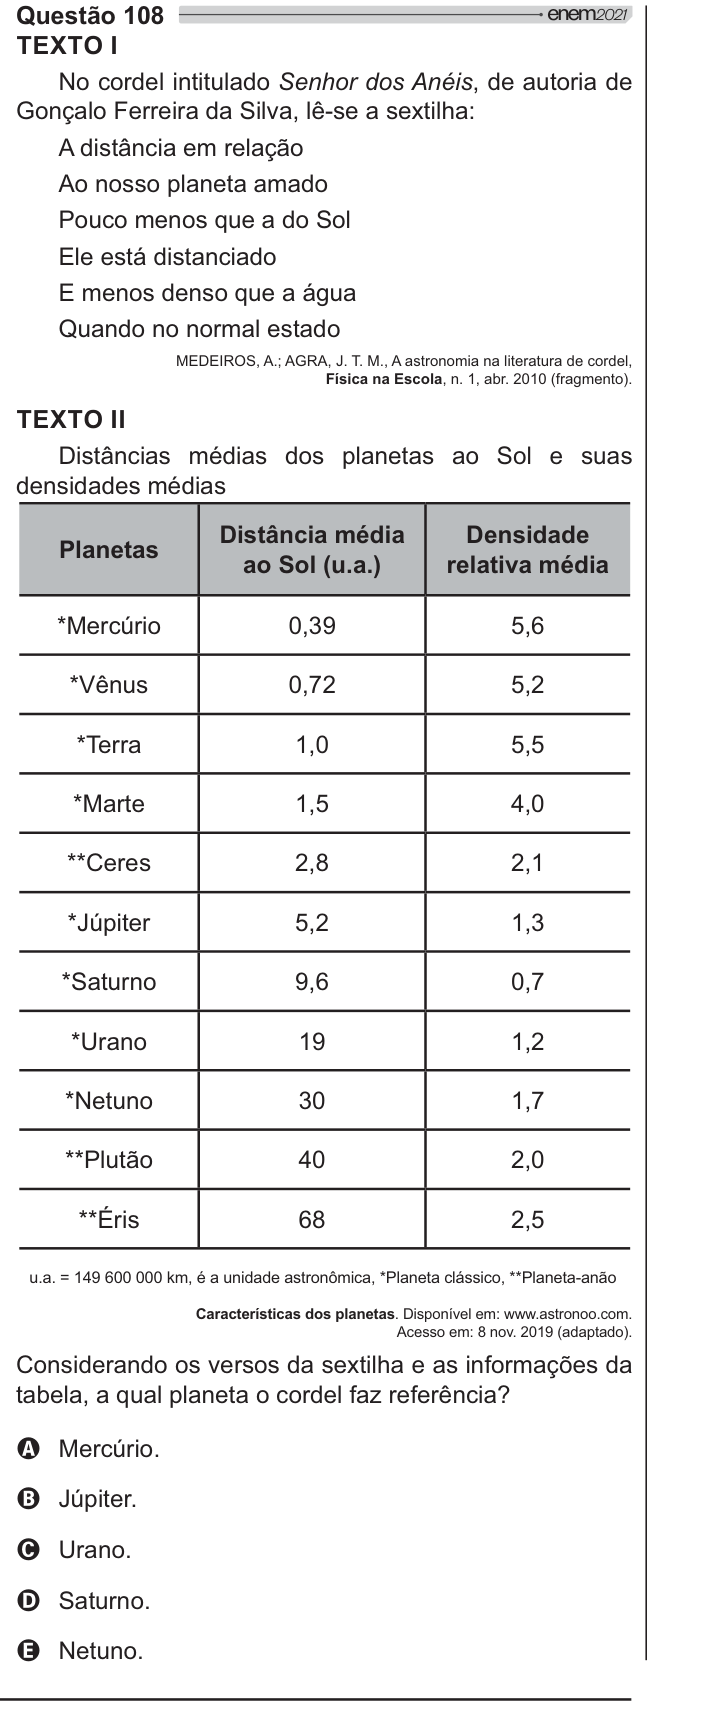 Questão 108 enem2021
TEXTO I
No cordel intitulado Senhor dos Anéis, de autoria de
Gonçalo Ferreira da Silva, lê-se a sextilha:
A distância em relação
Ao nosso planeta amado
Pouco menos que a do Sol
Ele está distanciado
E menos denso que a água
Quando no normal estado
MEDEIROS, A.; AGRA, J. T. M., A astronomia na literatura de cordel,
Física na Escola, n. 1, abr. 2010 (fragmento).
TEXTO II
Distâncias médias dos planetas ao Sol e suas
densidades médias
Planetas Distância média ao Sol (u.a.) Densidade relativa média
*Mercúrio 0,39 5,6
*Vênus 0,72 5,2
*Terra 1,0 5,5
*Marte 1,5 4,0
**Ceres 2,8 2,1
*Júpiter 5,2 1,3
*Saturno 9,6 0,7
*Urano 19 1,2
*Netuno 30 1,7
**Plutão 40 2,0
**Éris 68 2,5
u.a. = 149 600 000 km, é a unidade astronômica, *Planeta clássico, **Planeta-anão
Características dos planetas. Disponível em: www.astronoo.com.
Acesso em: 8 nov. 2019 (adaptado).
Considerando os versos da sextilha e as informações da
tabela, a qual planeta o cordel faz referência?
A Mercúrio.
B Júpiter.
C Urano.
D Saturno.
E Netuno.